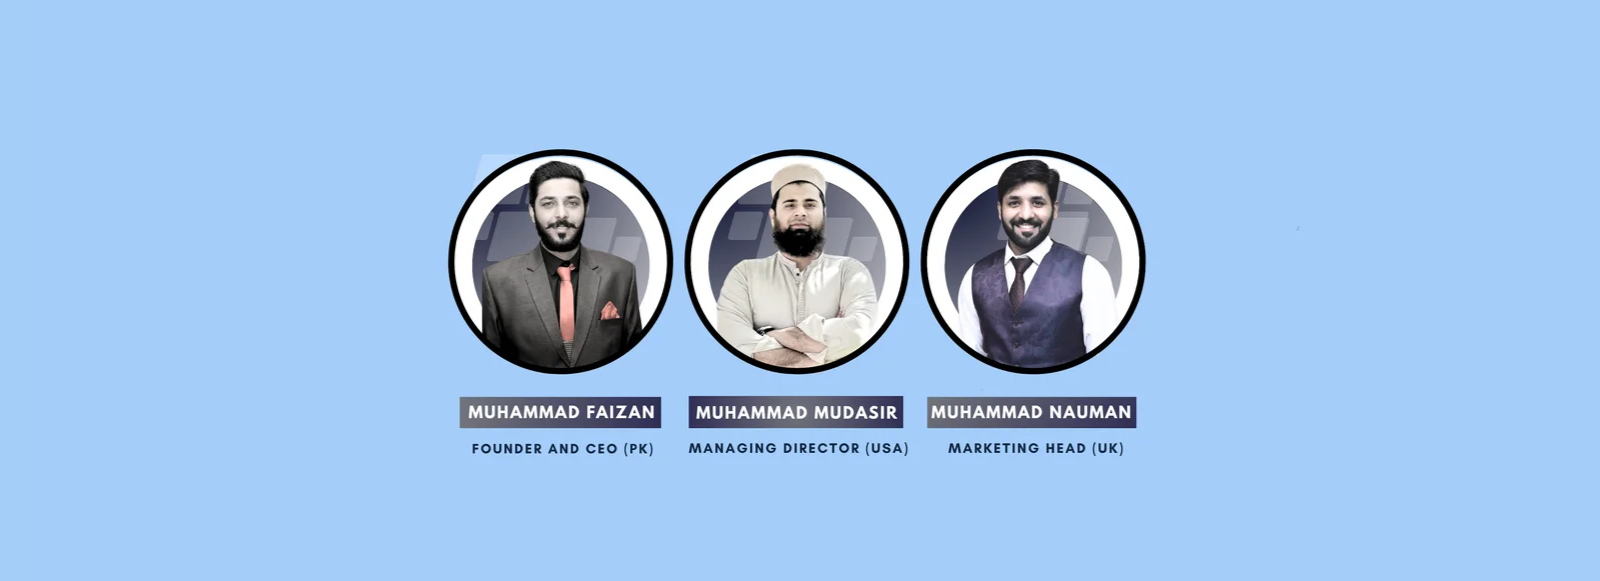 MUHAMMAD FAIZAN
FOUNDER AND CEO (PK)
MUHAMMAD MUDASIR
MANAGING DIRECTOR (USA)
MUHAMMAD NAUMAN
MARKETING HEAD (UK)